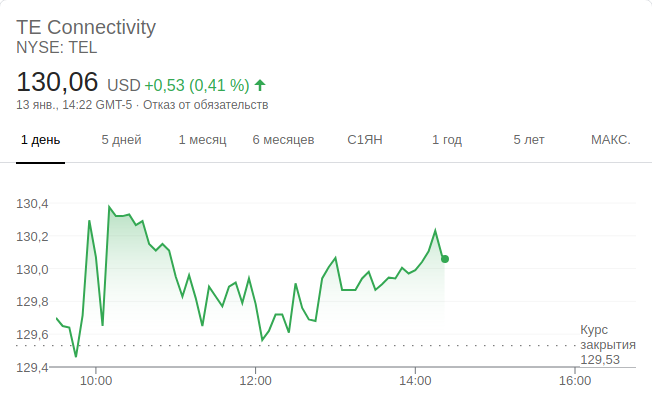 TE Connectivity
NYSE: TEL
130,06 USD +0,53 (0,41 %)
13 янв., 14:22 GMT-5 · Отказ от обязательств
1 день 5 дней 1 месяц 6 месяцев С1ЯН 1 год 5 лет МАКС.
130,4
130,2
130,0
129,8
129,6
129,4
Курс
закрытия
129,53
10:00 12:00 14:00 16:00